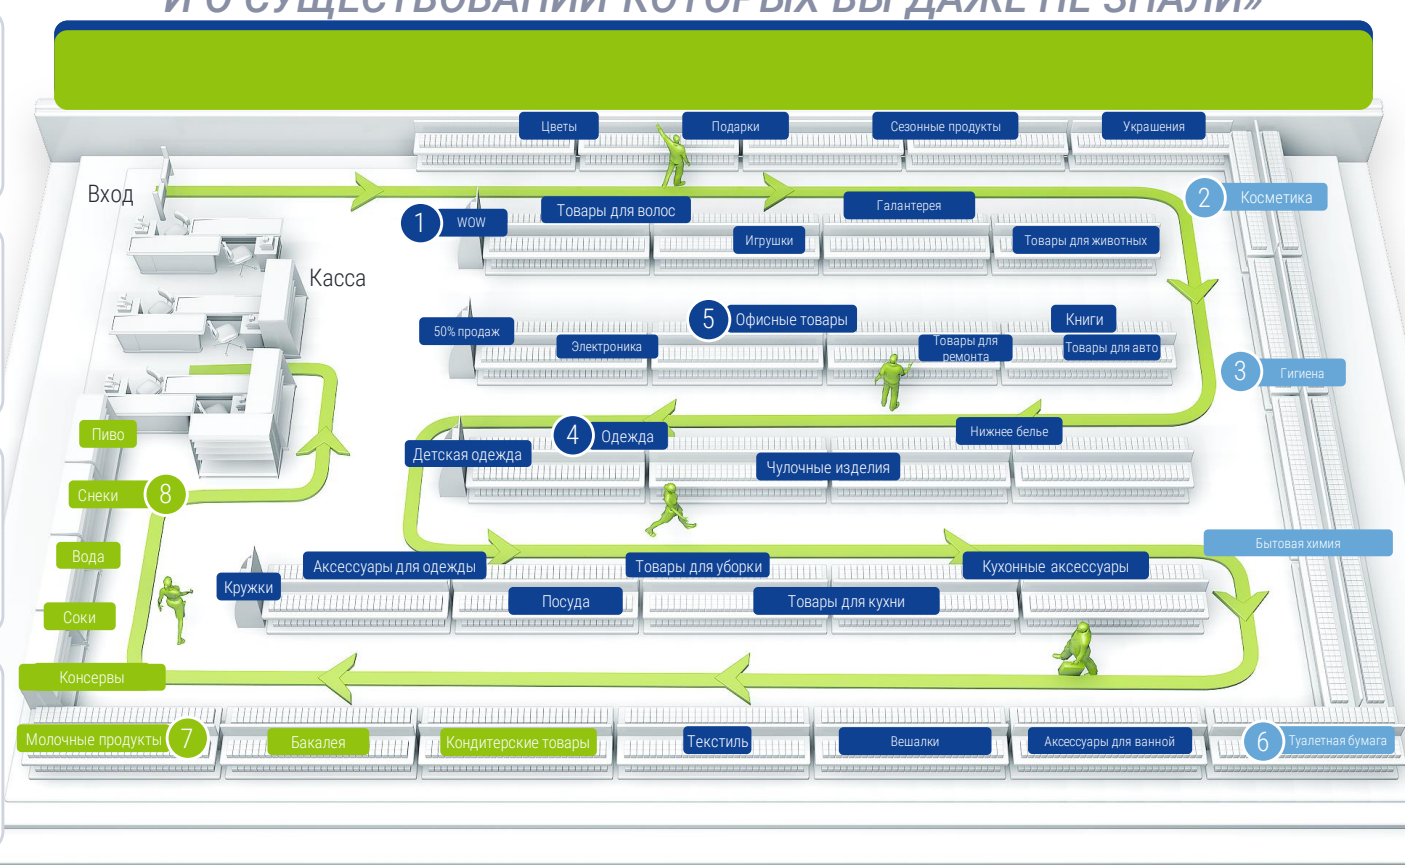 И О СУЩЕСТВОВАНИИ КОТОРЫХ ВЫ ДАЖЕ НЕ ЗНАЛИ»
Цветы
Подарки
Сезонные продукты
Украшения
Вход
1
WOW
Товары для волос
Галантерея
2
Косметика
Игрушки
Товары для животных
Касса
50% продаж
5
Офисные товары
Книги
Электроника
Товары для
ремонта
Товары для авто
3
Гигиена
Пиво
Детская одежда
4
Одежда
Нижнее белье
Чулочные изделия
Снеки
8
Вода
Бытовая химия
Кружки
Аксессуары для одежды
Товары для уборки
Кухонные аксессуары
Посуда
Товары для кухни
Соки
Консервы
Молочные продукты
7
Бакалея
Кондитерские товары
Текстиль
Вешалки
Аксессуары для ванной
6
Туалетная бумага